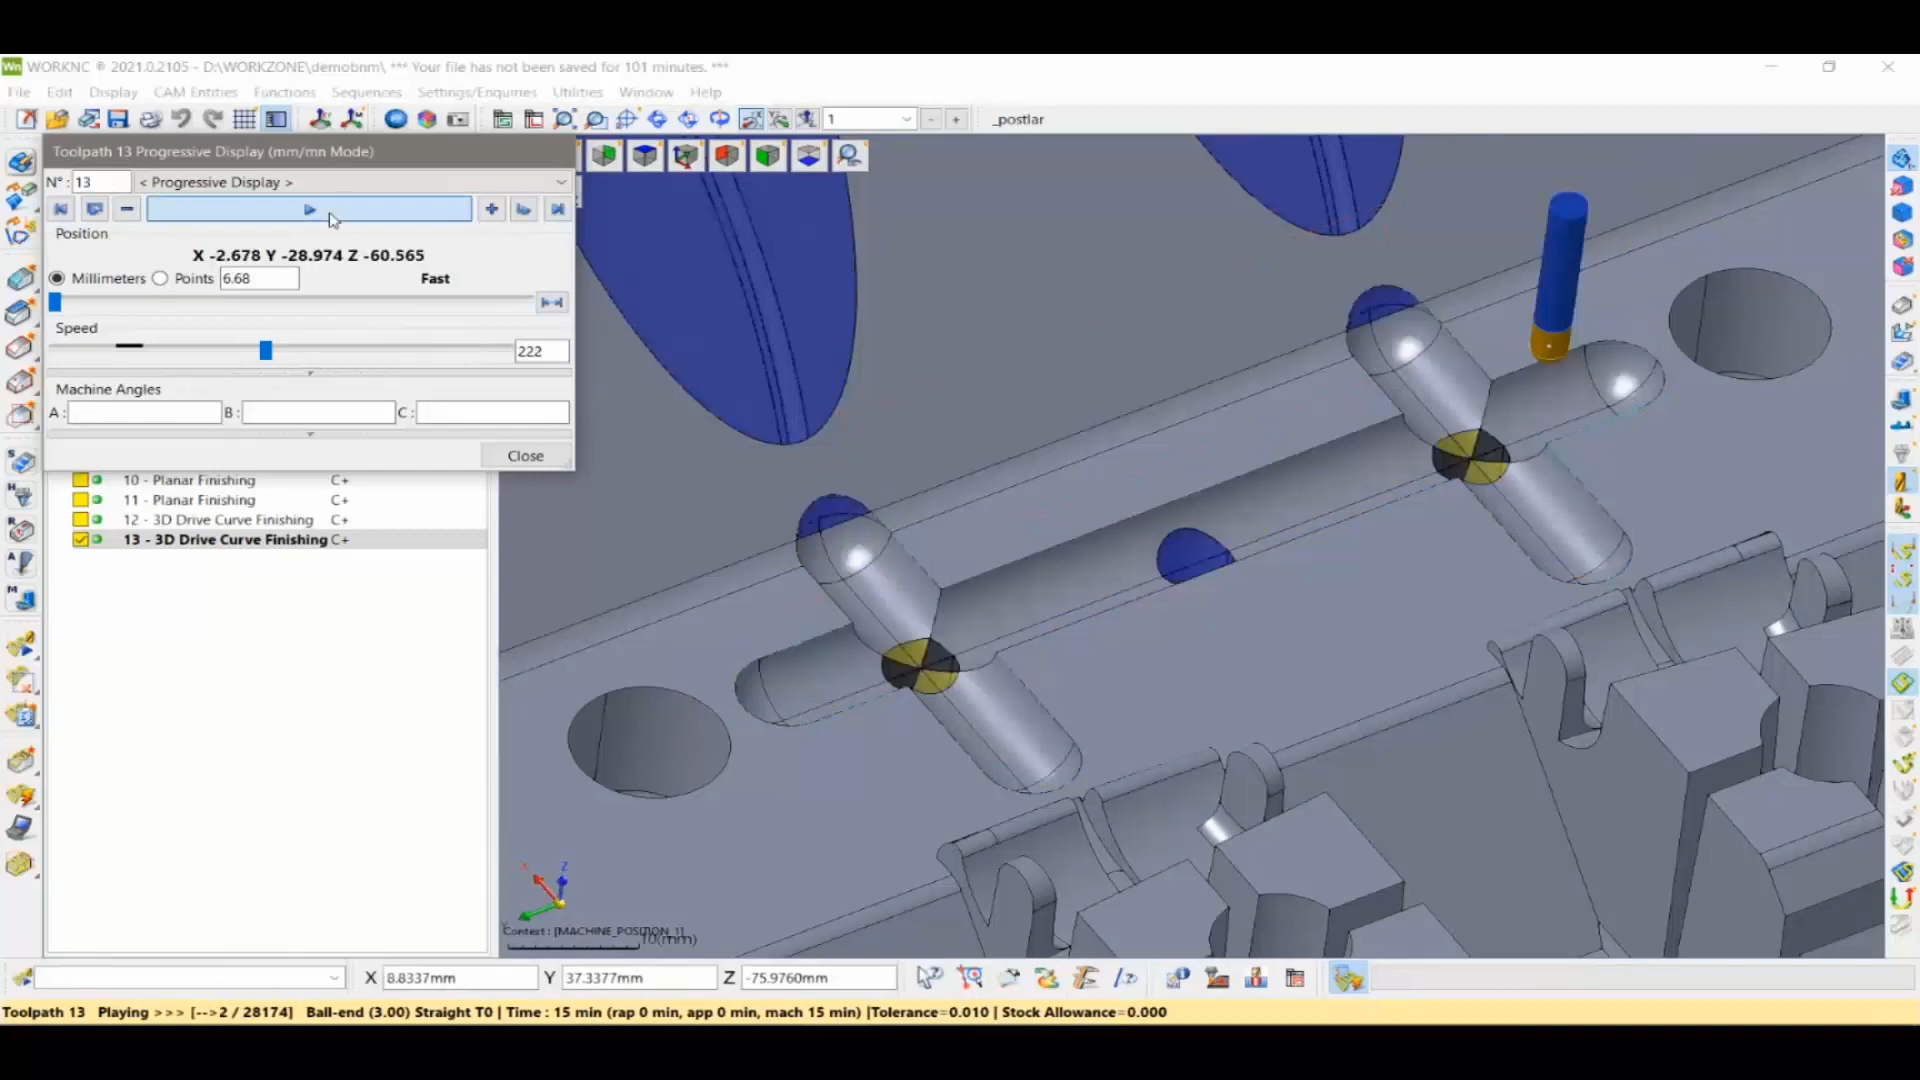 WORKNC ® 2021.0.2105 - D:\WORKZONE\demobnm\ *** Your file has not been saved for 101 minutes. ***
File Edit Display CAM Entities Functions Sequences Settings/Enquiries Utilities Window Help
1 - + _postlar
Toolpath 13 Progressive Display (mm/mn Mode)
N° : 13 < Progressive Display >
Position
X -2.678 Y -28.974 Z -60.565
Millimeters Points 6.68 Fast
Speed
222
Machine Angles
A : B : C :
Close
10 - Planar Finishing C+
11 - Planar Finishing C+
12 - 3D Drive Curve Finishing C+
13 - 3D Drive Curve Finishing C+
Z
Context : [MACHINE_POSITION_1]
10(mm)
X 8.8337mm Y 37.3377mm Z -75.9760mm
Toolpath 13 Playing >>> [-->2 / 28174] Ball-end (3.00) Straight T0 | Time : 15 min (rap 0 min, app 0 min, mach 15 min) |Tolerance=0.010 | Stock Allowance=0.000